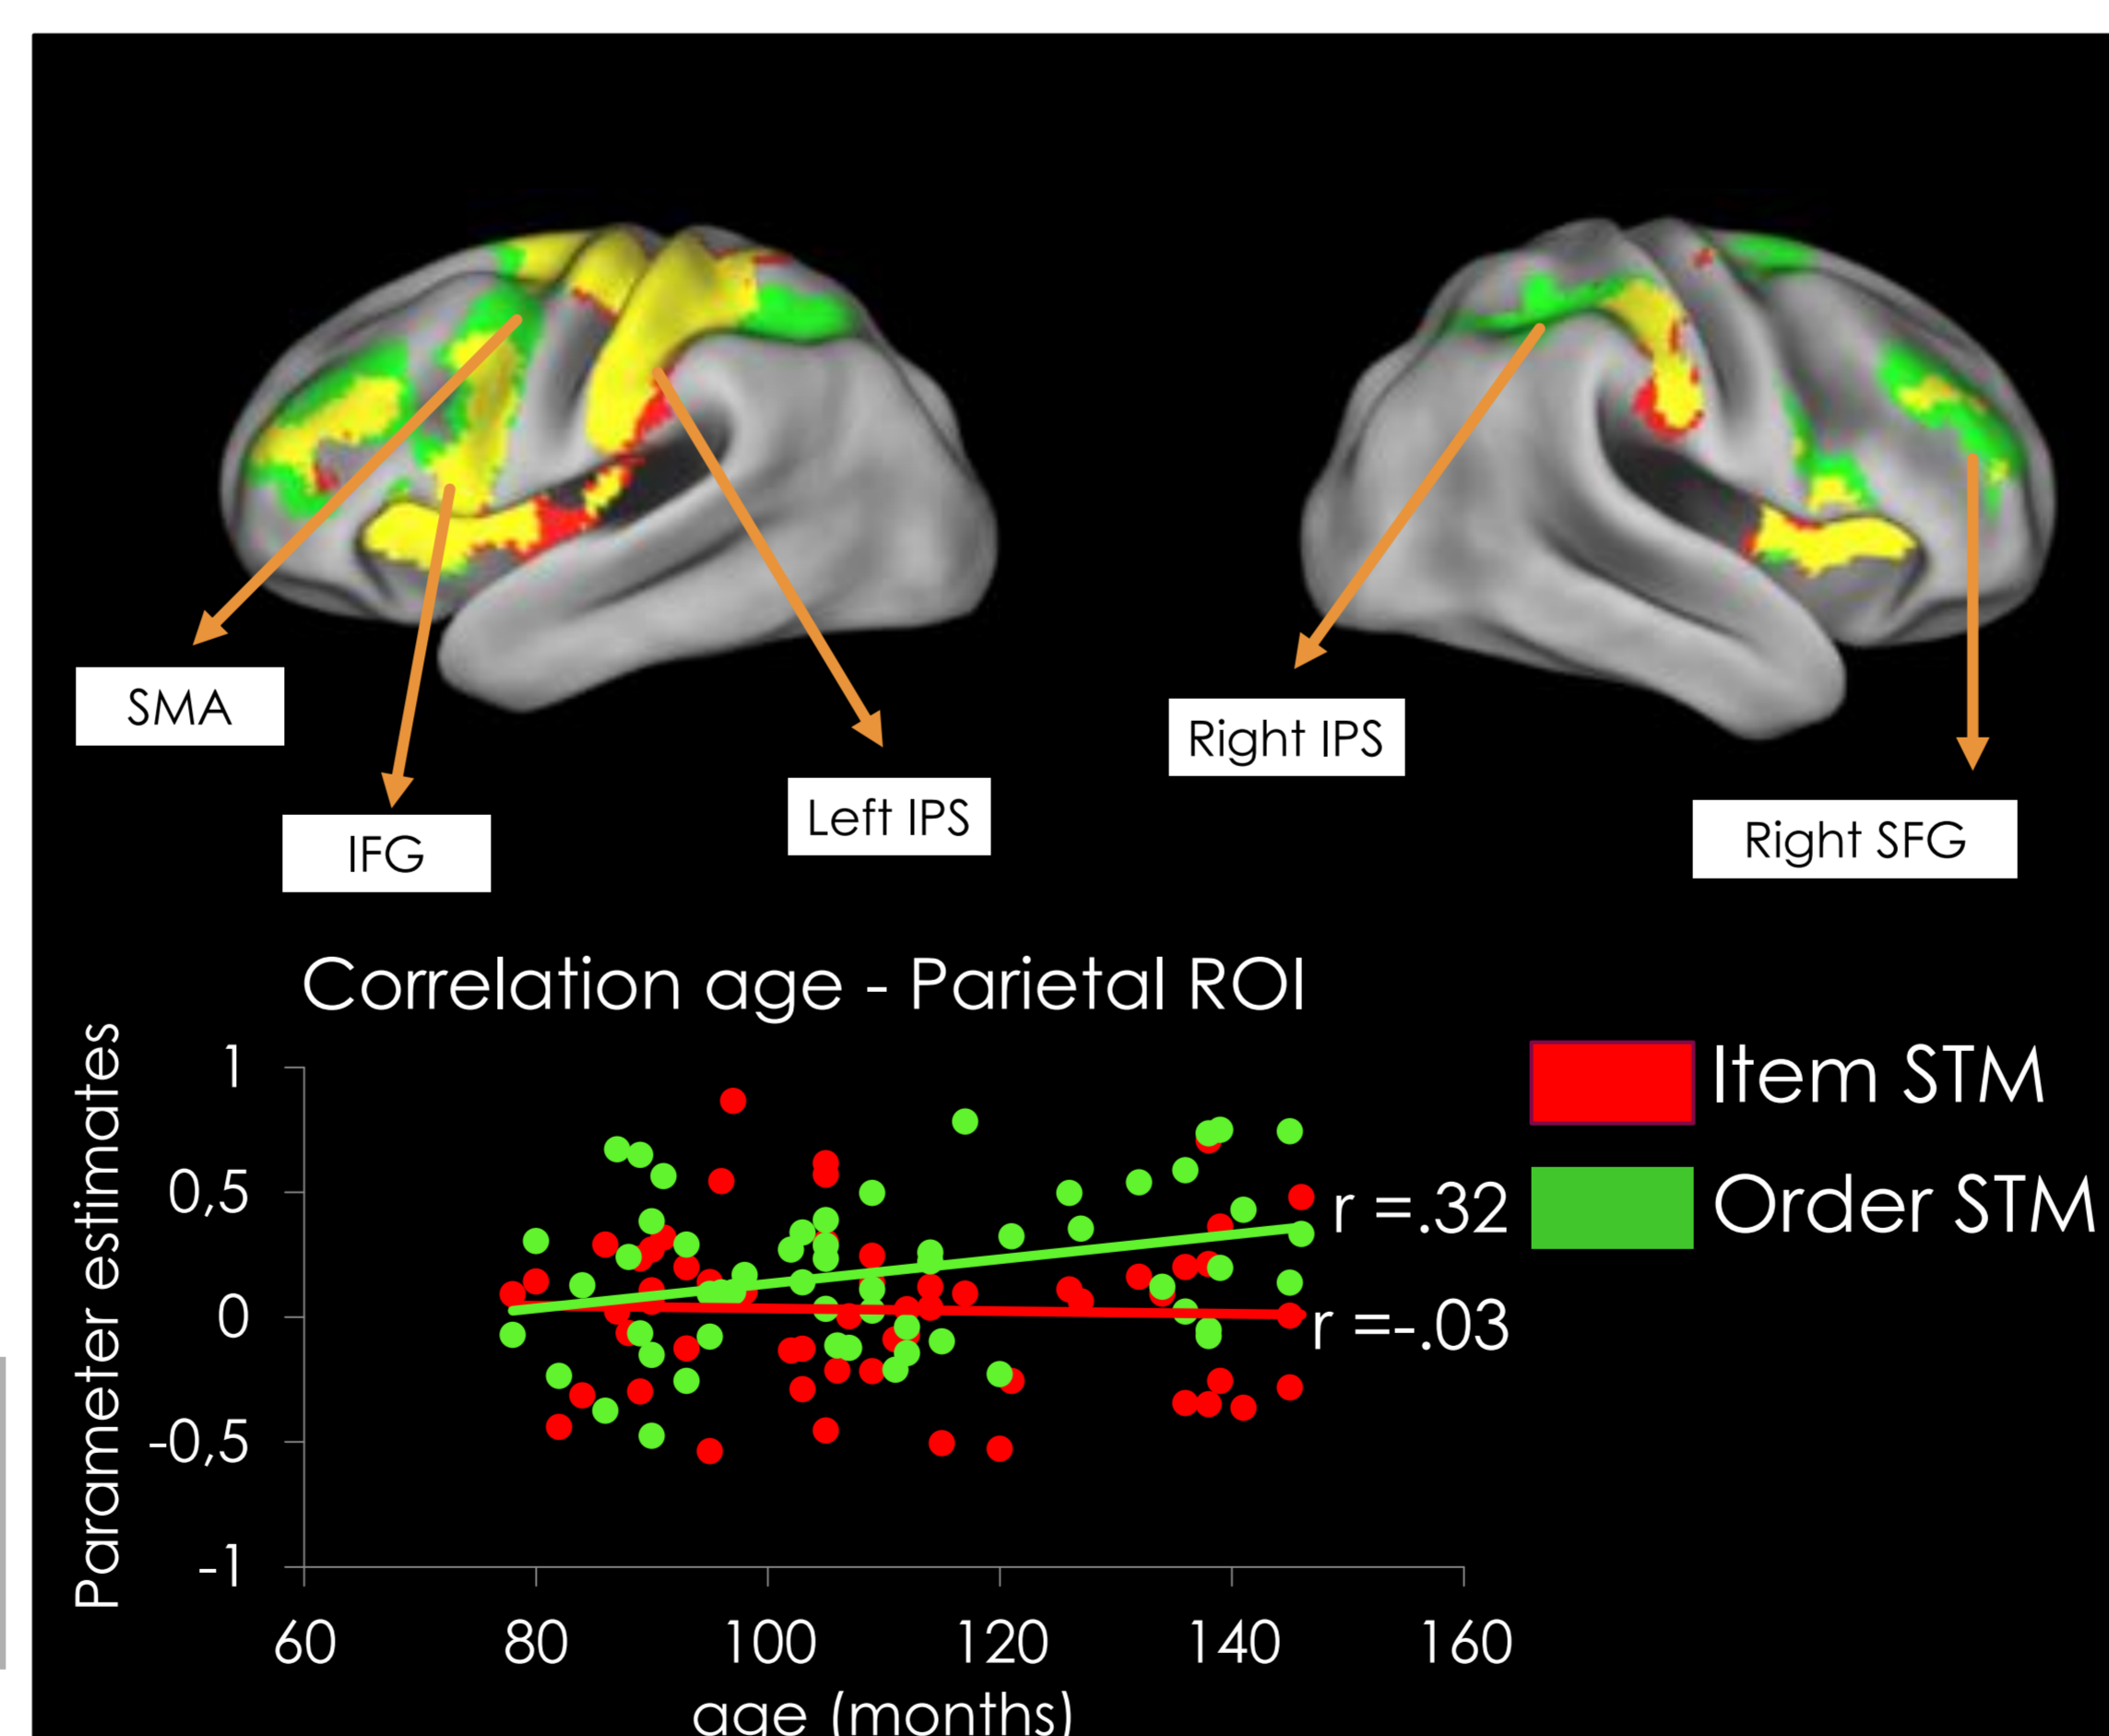 SMA
IFG
Left IPS
Right IPS
Right SFG
Correlation age - Parietal ROI
Parameter estimates
1
0,5
0
-0,5
-1
60 80 100 120 140 160
age (months)
r =.32
r =-.03
Item STM
Order STM